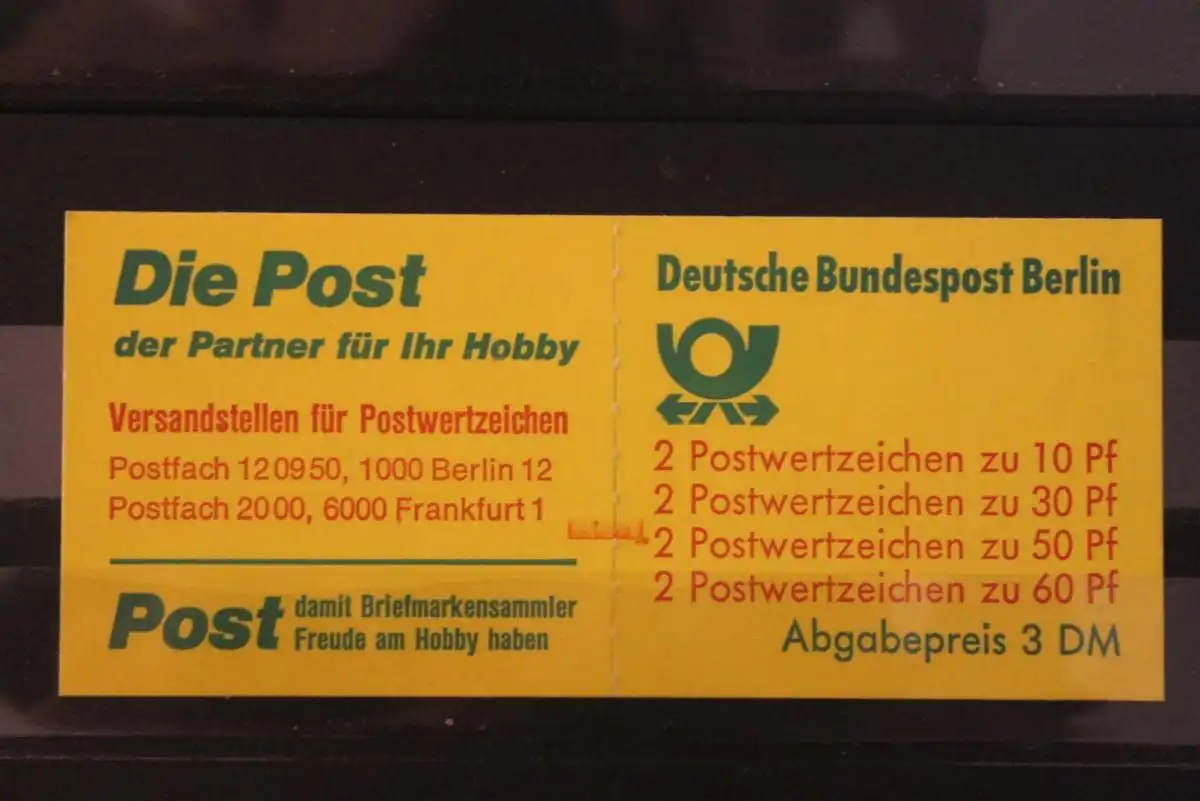 Die Post
der Partner für Ihr Hobby
Versandstellen für Postwertzeichen
Postfach 12 09 50, 1000 Berlin 12
Postfach 2000, 6000 Frankfurt 1
Post
damit Briefmarkensammler
Freude am Hobby haben
Deutsche Bundespost Berlin
2 Postwertzeichen zu 10 Pf
2 Postwertzeichen zu 30 Pf
2 Postwertzeichen zu 50 Pf
2 Postwertzeichen zu 60 Pf
Abgabepreis 3 DM